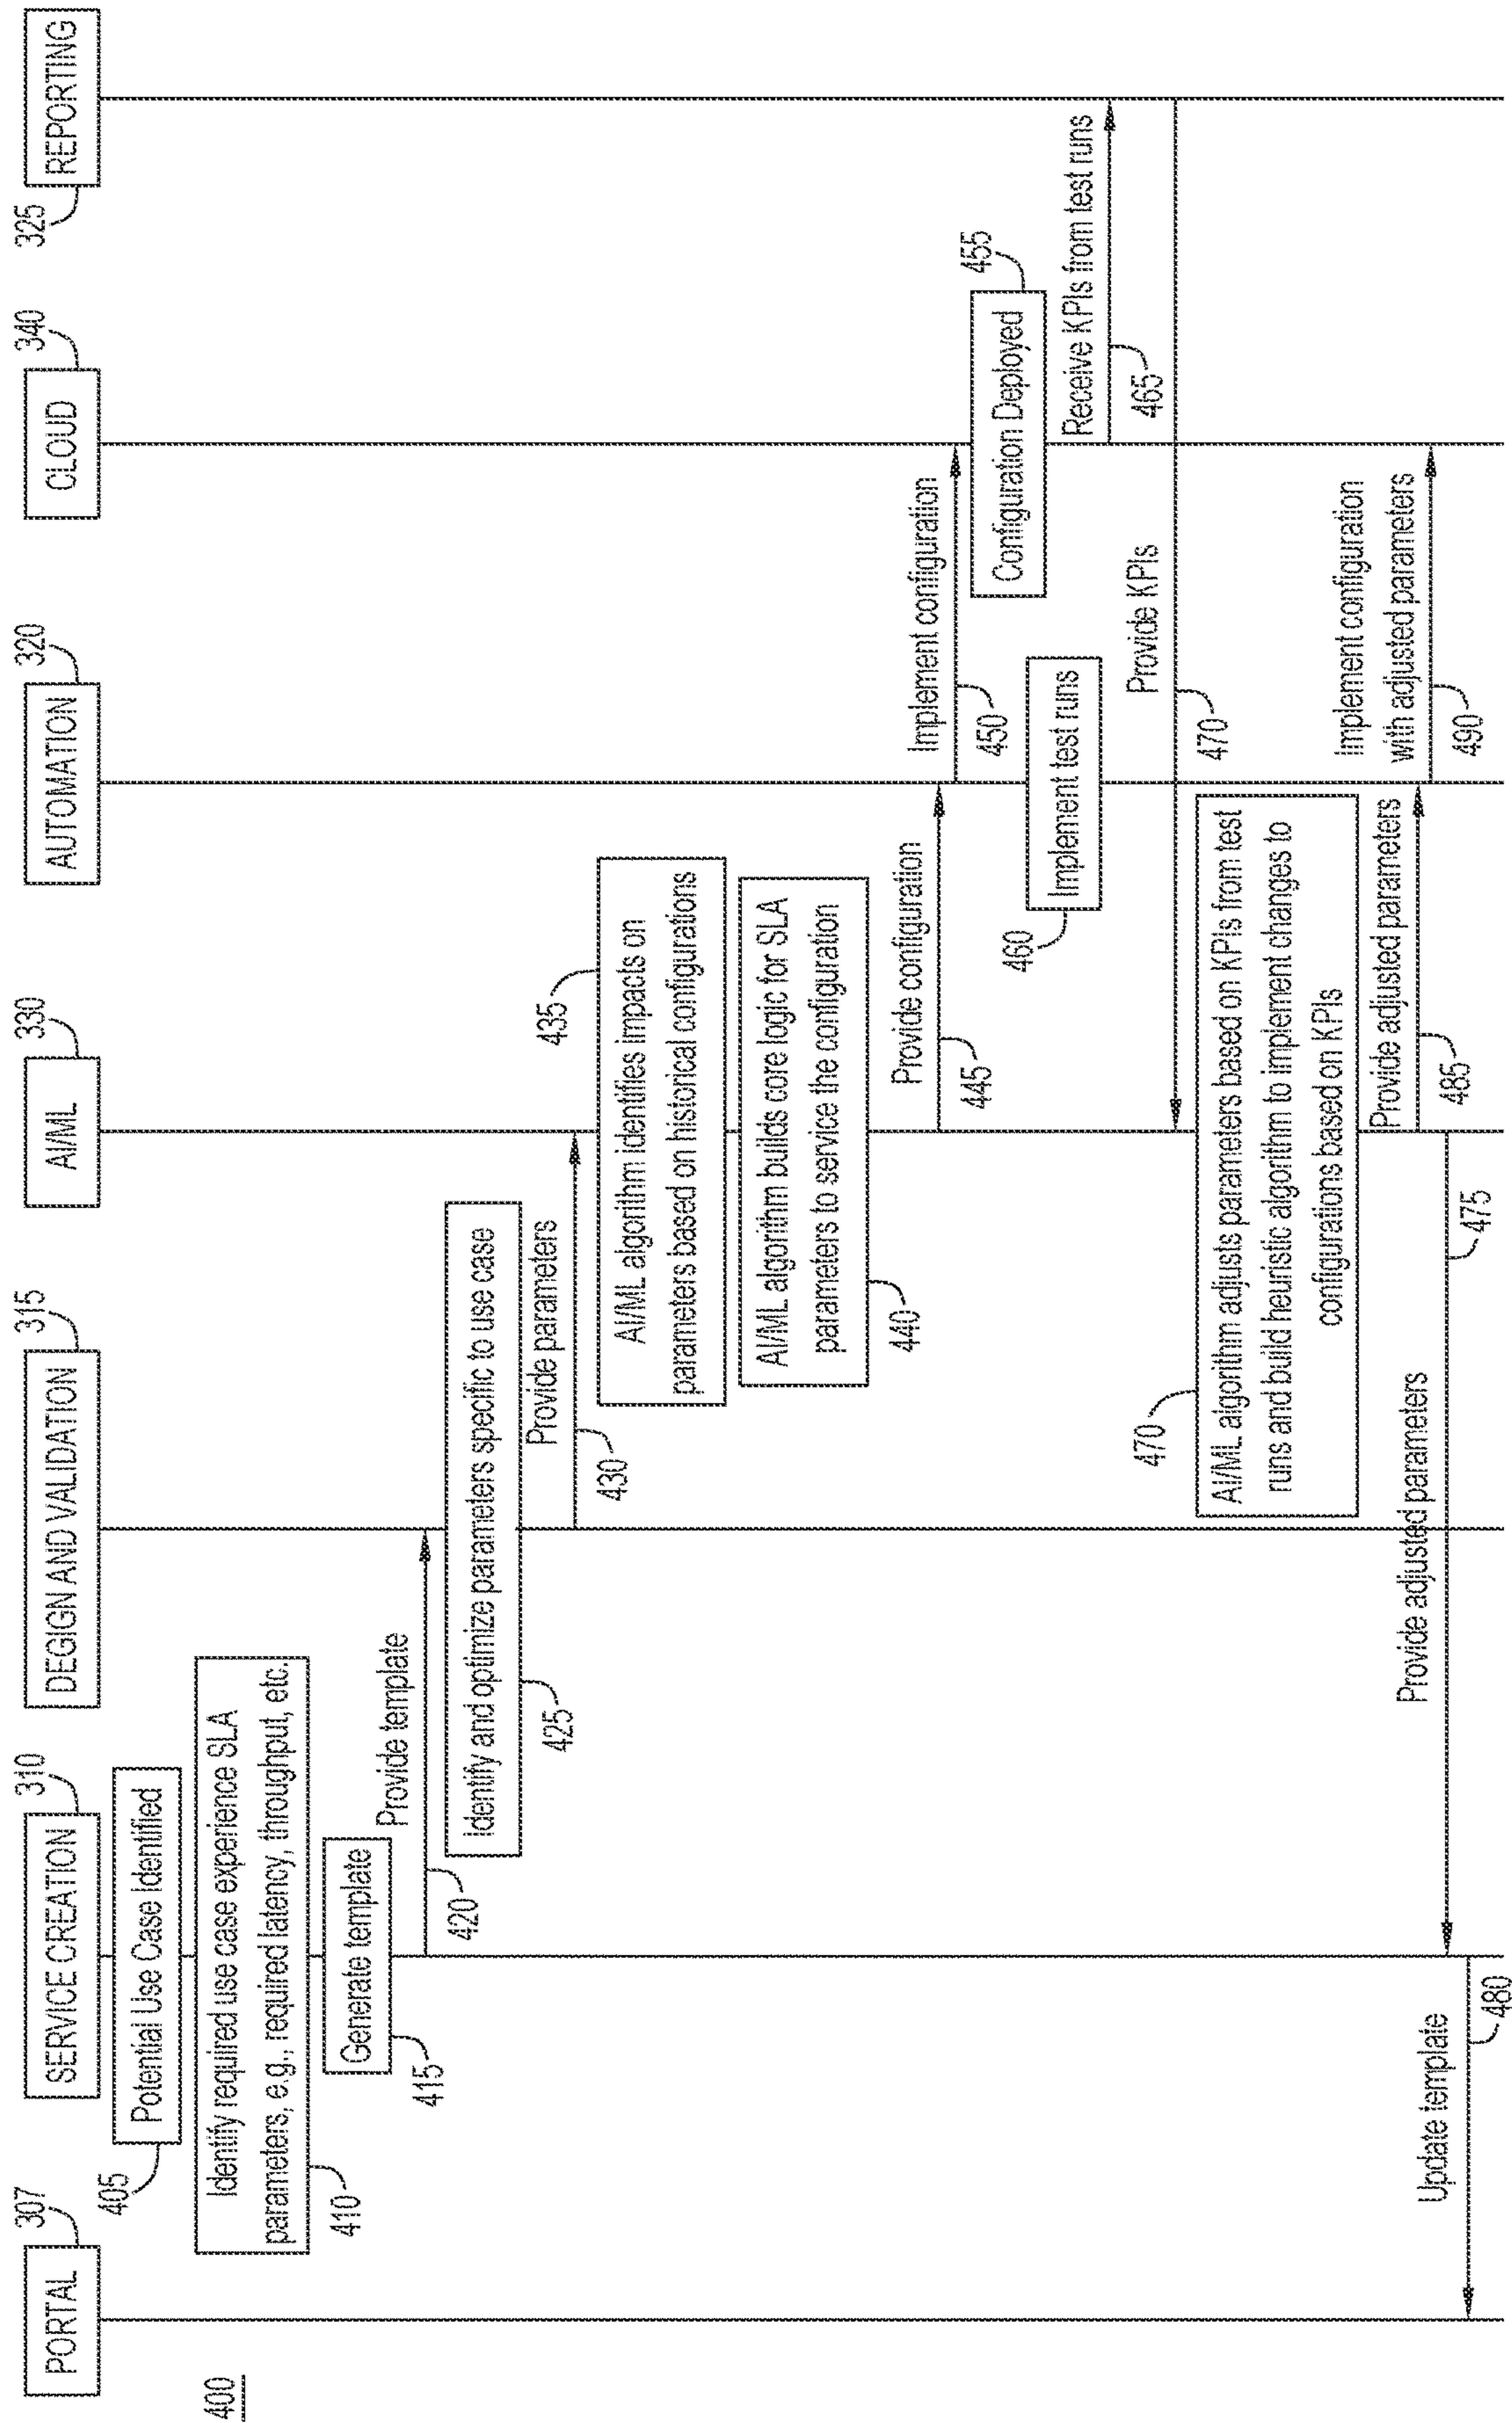 400
PORTAL
307
SERVICE CREATION
310
DEGIGN AND VALIDATION
315
AI/ML
330
AUTOMATION
320
CLOUD
340
REPORTING
325
Potential Use Case Identified
405
Identify required use case experience SLA
parameters, e.g., required latency, throughput, etc.
410
Generate template
415
Provide template
420
identify and optimize parameters specific to use case
425
Provide parameters
430
AI/ML algorithm identifies impacts on
parameters based on historical configurations
435
AI/ML algorithm builds core logic for SLA
parameters to service the configuration
440
Provide configuration
445
Implement configuration
450
Configuration Deployed
455
Implement test runs
460
Receive KPIs from test runs
465
Provide KPIs
470
AI/ML algorithm adjusts parameters based on KPIs from test
runs and build heuristic algorithm to implement changes to
configurations based on KPIs
470
Provide adjusted parameters
485
Implement configuration
with adjusted parameters
490
Provide adjusted parameters
475
Update template
480